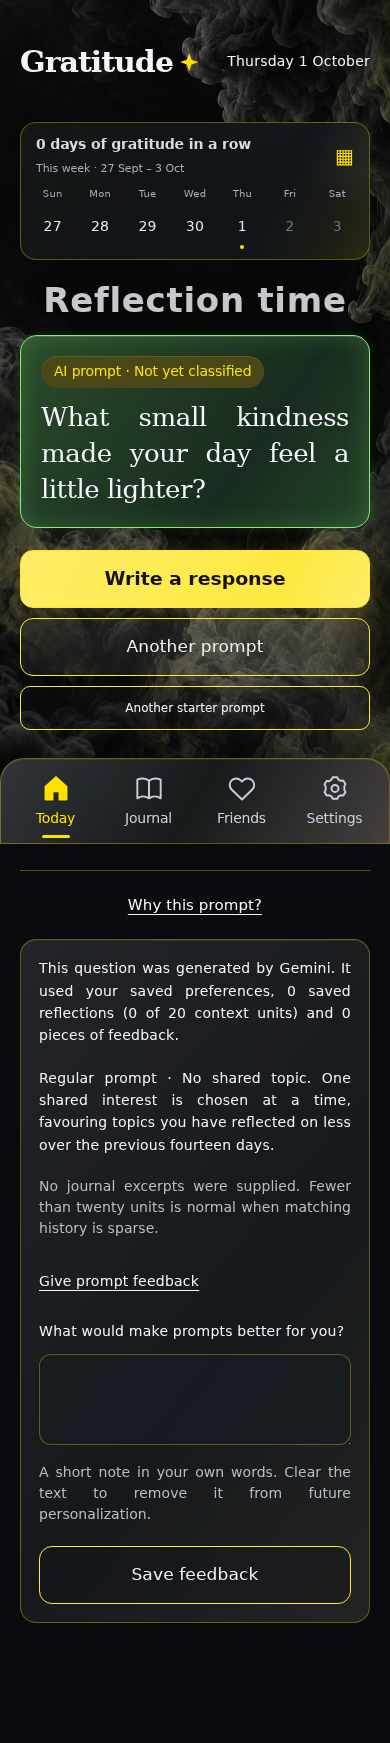 Gratitude
Thursday 1 October
0 days of gratitude in a row
This week · 27 Sept – 3 Oct
Sun Mon Tue Wed Thu Fri Sat
27 28 29 30 1 2 3
Reflection time
AI prompt · Not yet classified
What small kindness
made your day feel a
little lighter?
Write a response
Another prompt
Another starter prompt
Today Journal Friends Settings
Why this prompt?
This question was generated by Gemini. It
used your saved preferences, 0 saved
reflections (0 of 20 context units) and 0
pieces of feedback.
Regular prompt · No shared topic. One
shared interest is chosen at a time,
favouring topics you have reflected on less
over the previous fourteen days.
No journal excerpts were supplied. Fewer
than twenty units is normal when matching
history is sparse.
Give prompt feedback
What would make prompts better for you?
A short note in your own words. Clear the
text to remove it from future
personalization.
Save feedback